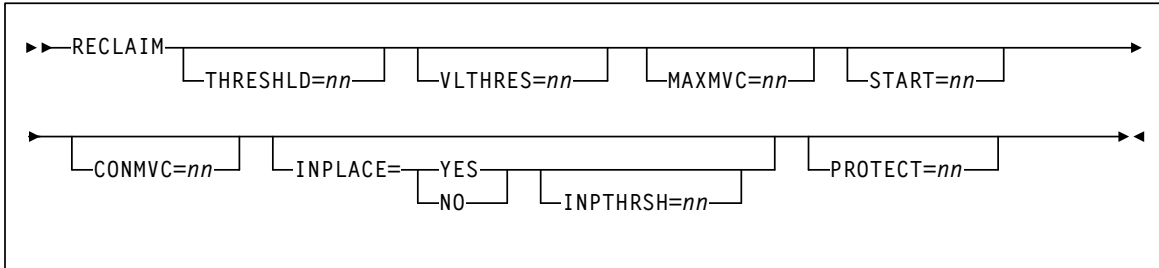 RECLAIM
THRESHLD=nn VLTHRES=nn MAXMVC=nn START=nn
CONMVC=nn INPLACE= YES PROTECT=nn
NO INPTHRSH=nn